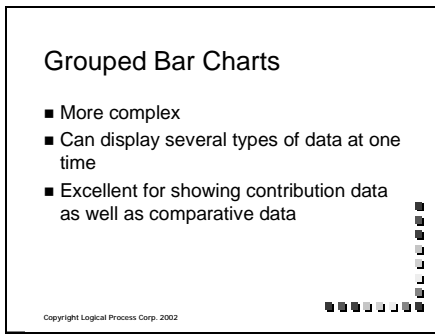 Grouped Bar Charts
■ More complex
■ Can display several types of data at one
time
■ Excellent for showing contribution data
as well as comparative data
Copyright Logical Process Corp. 2002